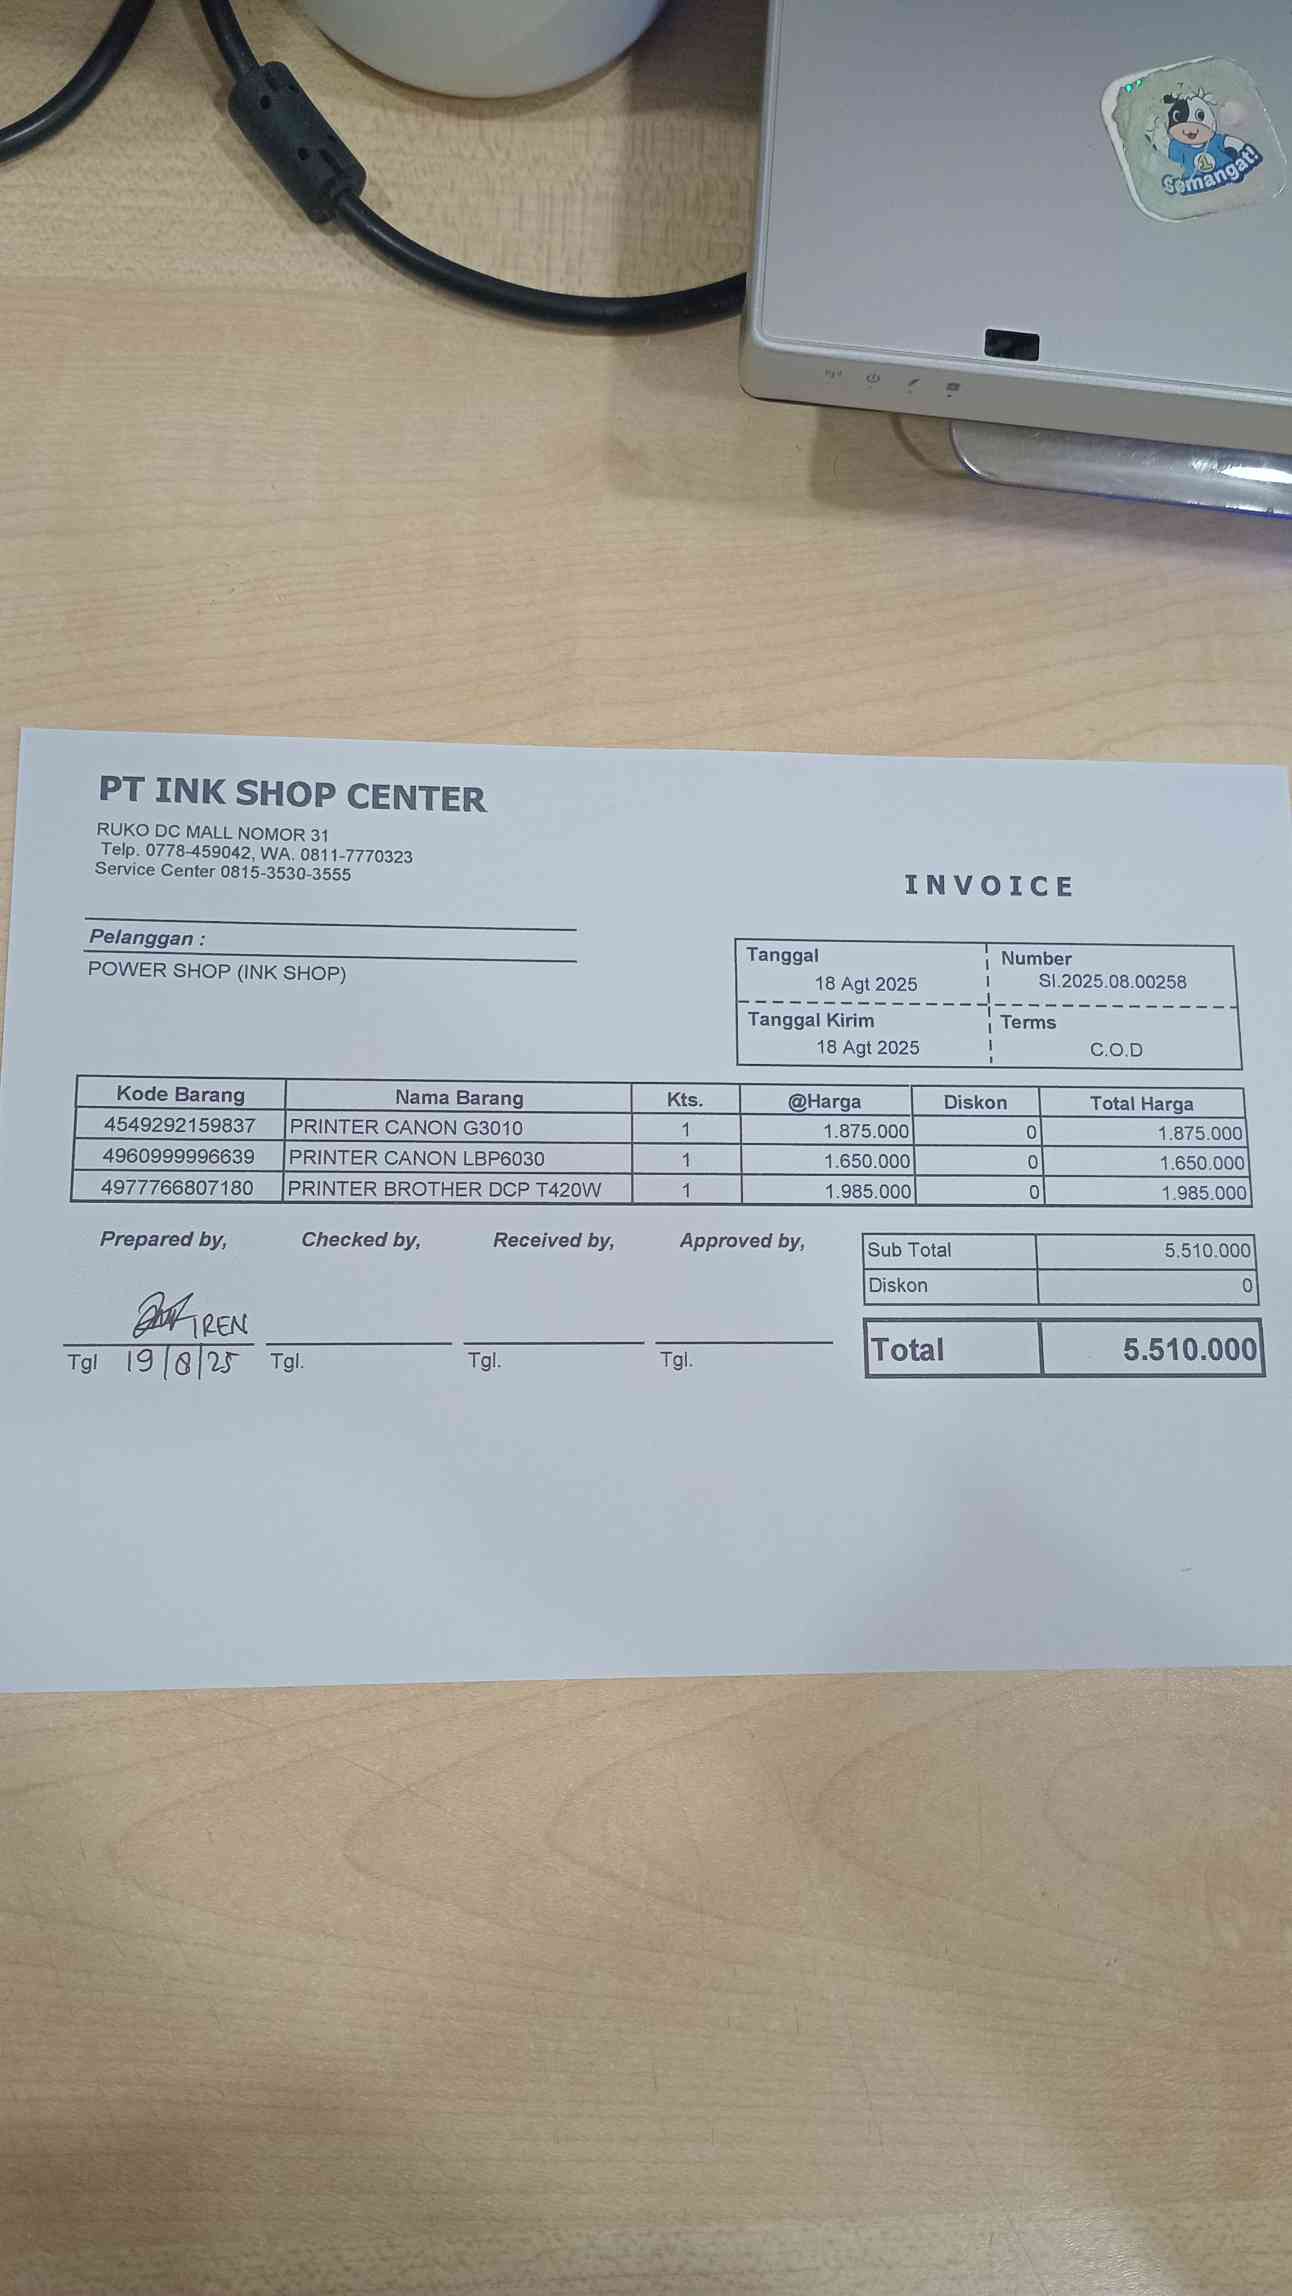 Semangat!
PT INK SHOP CENTER
RUKO DC MALL NOMOR 31
Telp. 0778-459042, WA. 0811-7770323
Service Center 0815-3530-3555
INVOICE
Pelanggan :
POWER SHOP (INK SHOP)
Tanggal Number
18 Agt 2025 SI.2025.08.00258
Tanggal Kirim Terms
18 Agt 2025 C.O.D
Kode Barang Nama Barang Kts. @Harga Diskon Total Harga
4549292159837 PRINTER CANON G3010 1 1.875.000 0 1.875.000
4960999996639 PRINTER CANON LBP6030 1 1.650.000 0 1.650.000
4977766807180 PRINTER BROTHER DCP T420W 1 1.985.000 0 1.985.000
Prepared by, Checked by, Received by, Approved by,
Sub Total 5.510.000
Diskon 0
IREN
Total 5.510.000
Tgl 19/8/25 Tgl. Tgl. Tgl.